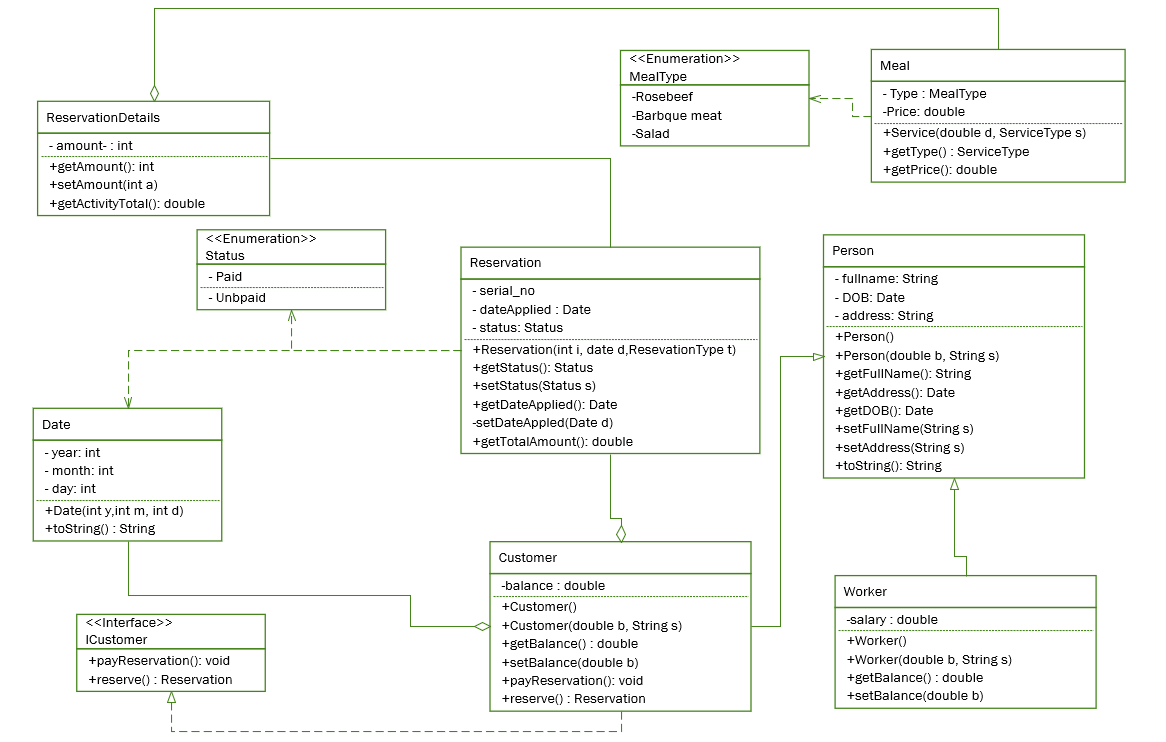 <<Enumeration>>
MealType
-Rosebeef
-Barbque meat
-Salad
Meal
- Type : MealType
-Price: double
+Service(double d, ServiceType s)
+getType() : ServiceType
+getPrice(): double
ReservationDetails
- amount- : int
+getAmount(): int
+setAmount(int a)
+getActivityTotal(): double
<<Enumeration>>
Status
- Paid
- Unbpaid
Reservation
- serial_no
- dateApplied : Date
- status: Status
+Reservation(int i, date d,ResevationType t)
+getStatus(): Status
+setStatus(Status s)
+getDateApplied(): Date
-setDateAppled(Date d)
+getTotalAmount(): double
Person
- fullname: String
- DOB: Date
- address: String
+Person()
+Person(double b, String s)
+getFullName(): String
+getAddress(): Date
+getDOB(): Date
+setFullName(String s)
+setAddress(String s)
+toString(): String
Date
- year: int
- month: int
- day: int
+Date(int y,int m, int d)
+toString() : String
Customer
-balance : double
+Customer()
+Customer(double b, String s)
+getBalance() : double
+setBalance(double b)
+payReservation(): void
+reserve() : Reservation
Worker
-salary : double
+Worker()
+Worker(double b, String s)
+getBalance() : double
+setBalance(double b)
<<Interface>>
ICustomer
+payReservation(): void
+reserve() : Reservation